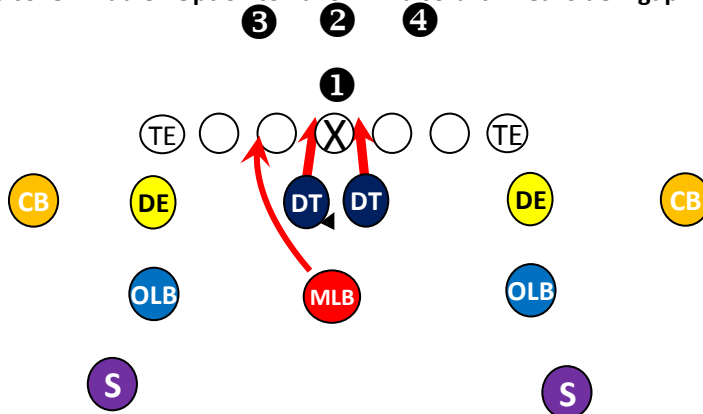 ❸ ❷ ❹
❶
TE X TE
CB DE DT DT DE CB
OLB MLB OLB
S S